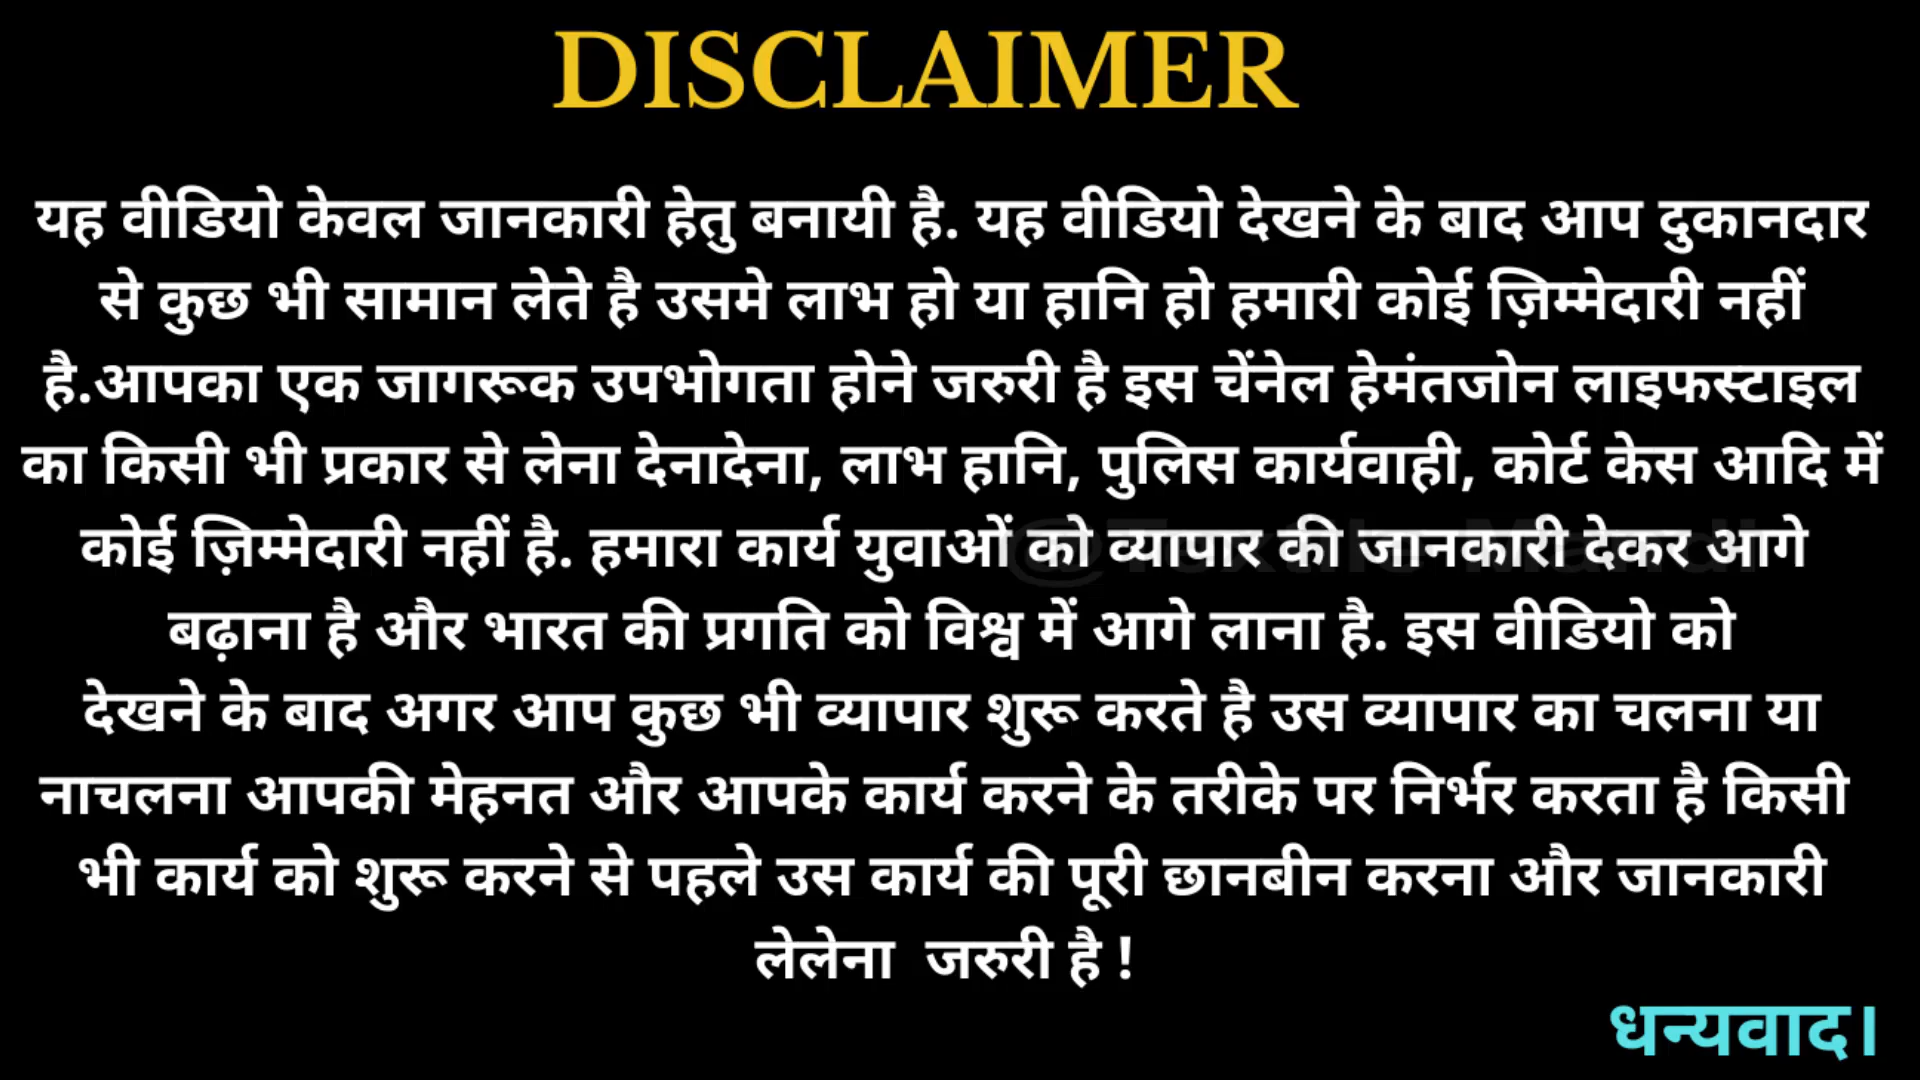 DISCLAIMER
यह वीडियो केवल जानकारी हेतु बनायी है. यह वीडियो देखने के बाद आप दुकानदार
से कुछ भी सामान लेते है उसमे लाभ हो या हानि हो हमारी कोई ज़िम्मेदारी नहीं
है.आपका एक जागरूक उपभोगता होने जरुरी है इस चेंनेल हेमंतजोन लाइफस्टाइल
का किसी भी प्रकार से लेना देनादेना, लाभ हानि, पुलिस कार्यवाही, कोर्ट केस आदि में
कोई ज़िम्मेदारी नहीं है. हमारा कार्य युवाओं को व्यापार की जानकारी देकर आगे
@Textile Mandi
बढ़ाना है और भारत की प्रगति को विश्व में आगे लाना है. इस वीडियो को
देखने के बाद अगर आप कुछ भी व्यापार शुरू करते है उस व्यापार का चलना या
नाचलना आपकी मेहनत और आपके कार्य करने के तरीके पर निर्भर करता है किसी
भी कार्य को शुरू करने से पहले उस कार्य की पूरी छानबीन करना और जानकारी
लेलेना जरुरी है !
धन्यवाद।